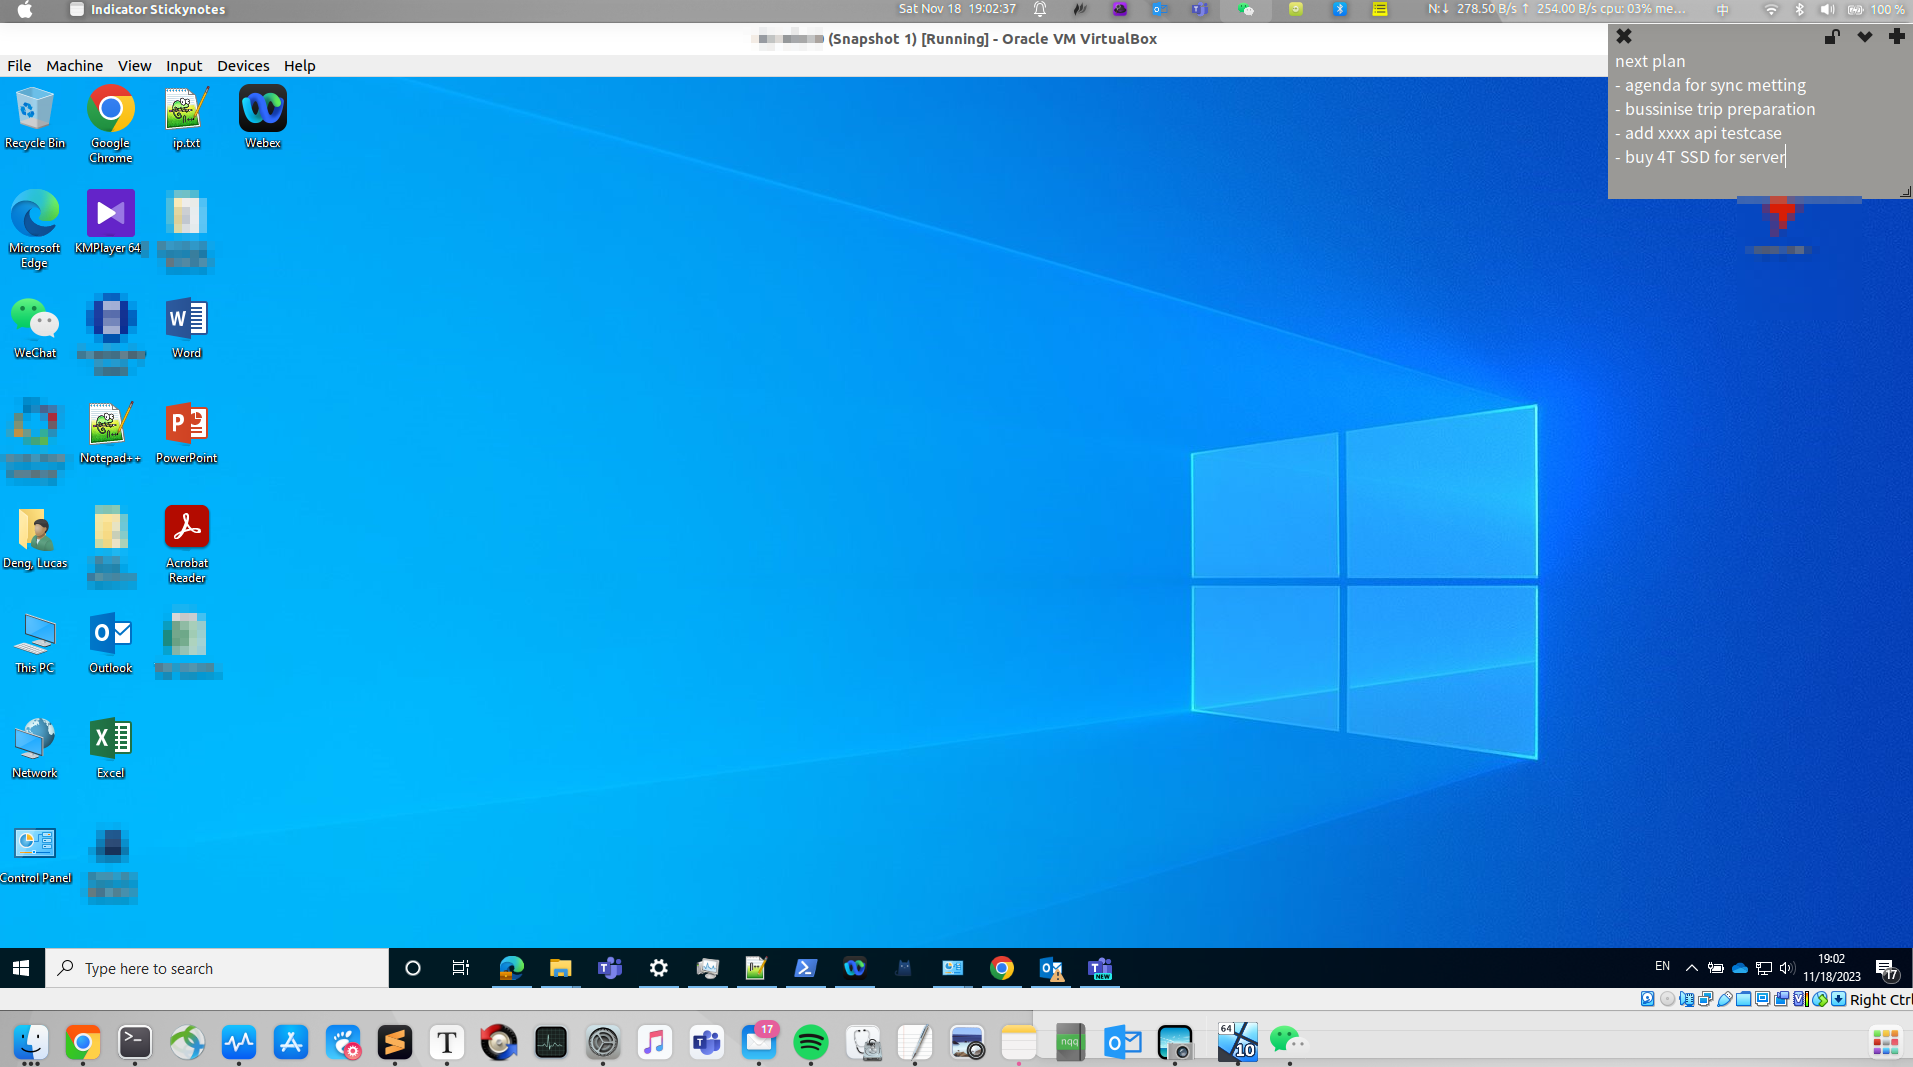 Indicator Stickynotes
Sat Nov 18 19:02:37
N:↓ 278.50 B/s ↑ 254.00 B/s cpu: 03% me...
中
100 %
(Snapshot 1) [Running] - Oracle VM VirtualBox
File Machine View Input Devices Help
next plan
- agenda for sync metting
- bussinise trip preparation
- add xxxx api testcase
- buy 4T SSD for server
Recycle Bin
Google
Chrome
ip.txt
Webex
Microsoft
Edge
KMPlayer 64
WeChat
Word
Notepad++
PowerPoint
Deng, Lucas
Acrobat
Reader
This PC
Outlook
Network
Excel
Control Panel
Type here to search
NEW
EN
19:02
11/18/2023
17
Right Ctrl
17
nqq
64
10